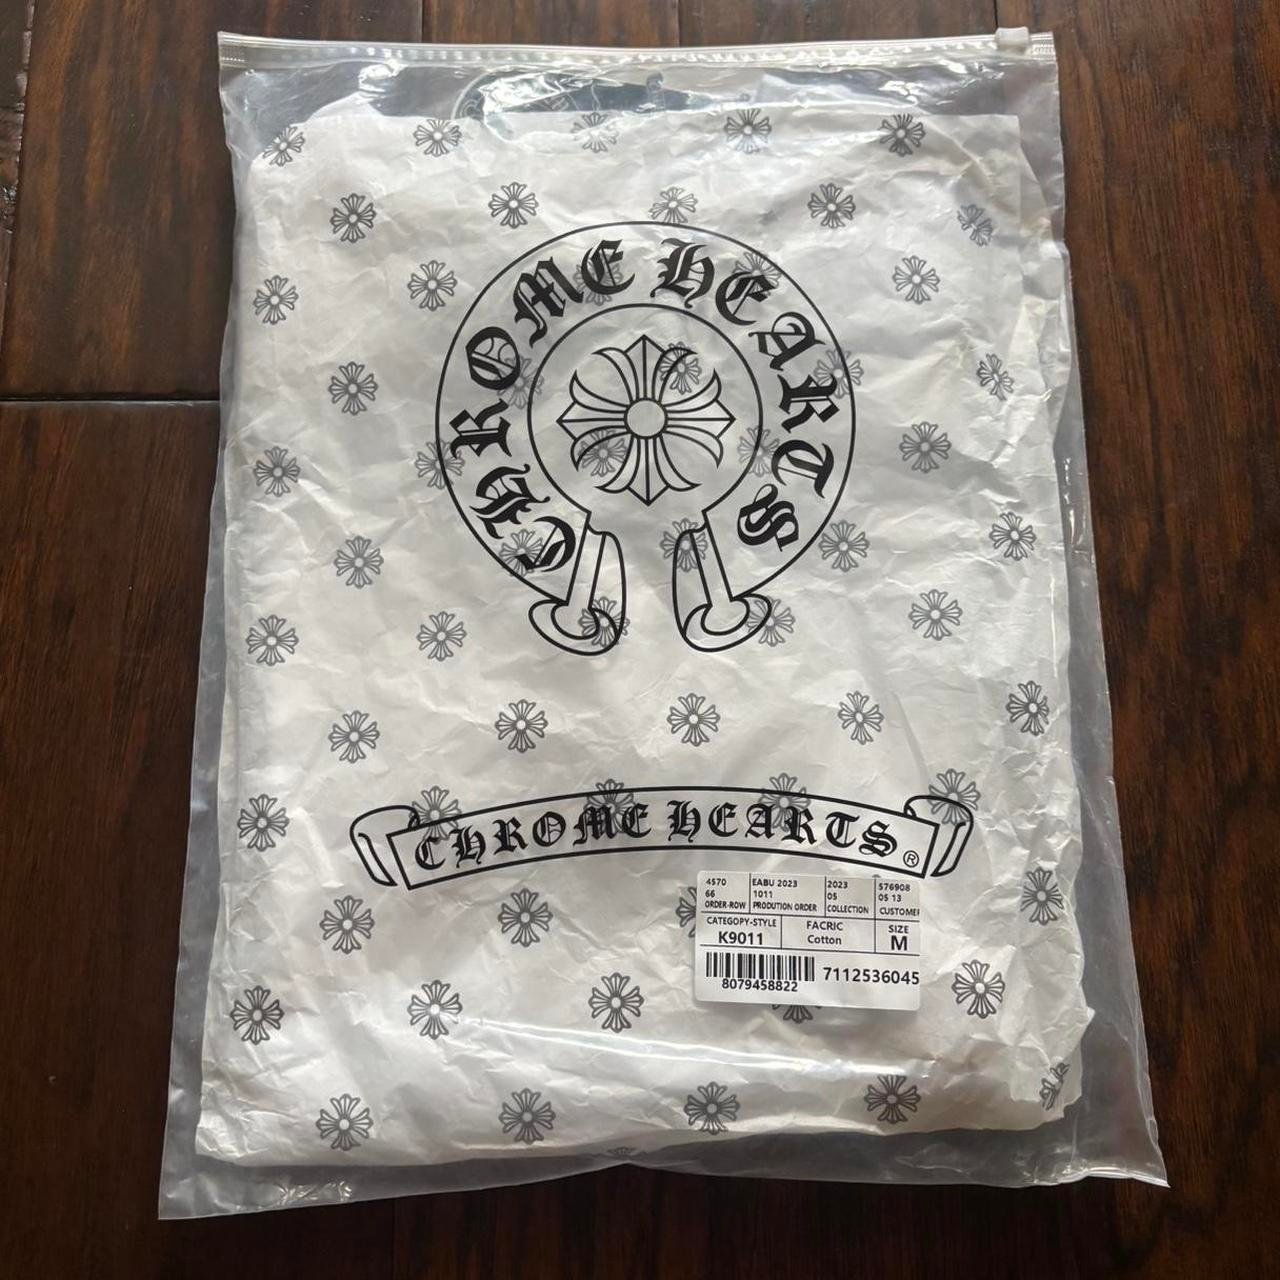 CHROME HEARTS
CHROME HEARTS ®
4570 EABU 2023 2023 576908
66 1011 05 05 13
ORDER-ROW PRODUTION ORDER COLLECTION CUSTOMER
CATEGOPY-STYLE FACRIC SIZE
K9011 Cotton M
7112536045
8079458822